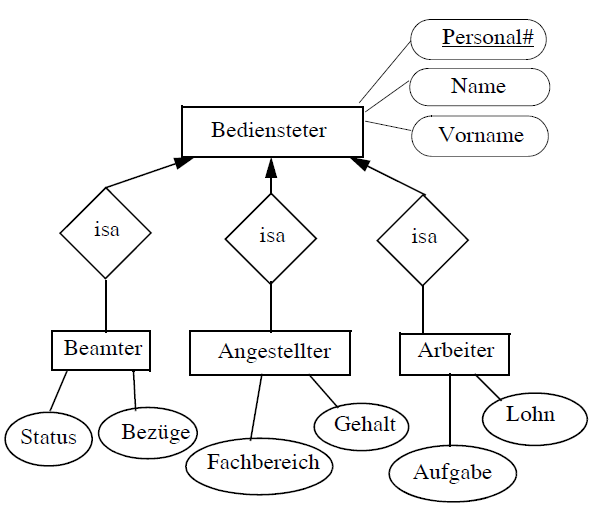 Personal#
Name
Bediensteter
Vorname
isa
isa
isa
Beamter
Angestellter
Arbeiter
Status
Bezüge
Gehalt
Lohn
Fachbereich
Aufgabe